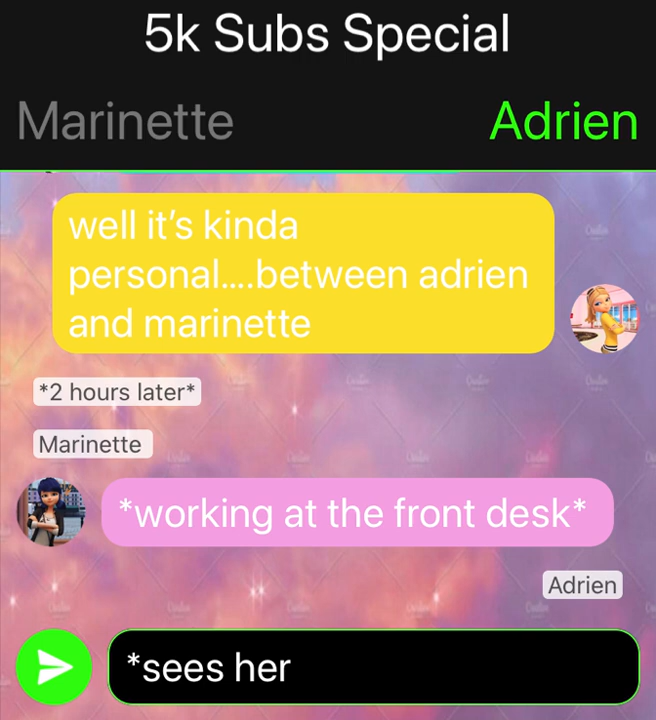 5k Subs Special
Marinette
Adrien
well it’s kinda
personal....between adrien
and marinette
*2 hours later*
Marinette
*working at the front desk*
Adrien
*sees her